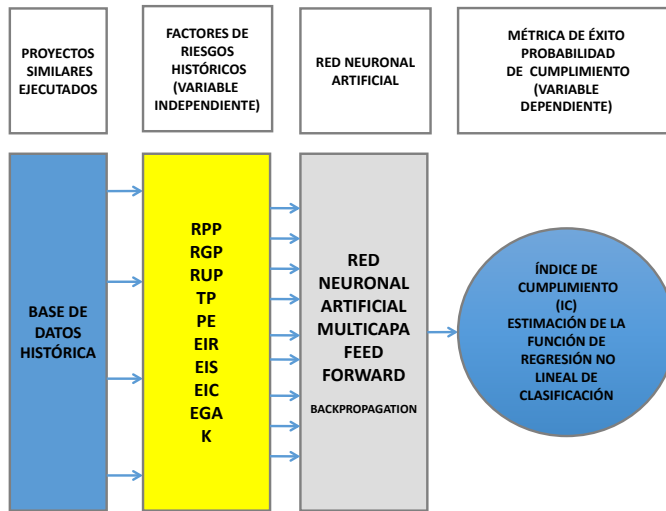 PROYECTOS
SIMILARES
EJECUTADOS
FACTORES DE
RIESGOS
HISTÓRICOS
(VARIABLE
INDEPENDIENTE)
RED NEURONAL
ARTIFICIAL
MÉTRICA DE ÉXITO
PROBABILIDAD
DE CUMPLIMIENTO
(VARIABLE
DEPENDIENTE)
BASE DE
DATOS
HISTÓRICA
RPP
RGP
RUP
TP
PE
EIR
EIS
EIC
EGA
K
RED
NEURONAL
ARTIFICIAL
MULTICAPA
FEED
FORWARD
BACKPROPAGATION
ÍNDICE DE
CUMPLIMIENTO
(IC)
ESTIMACIÓN DE LA
FUNCIÓN DE
REGRESIÓN NO
LINEAL DE
CLASIFICACIÓN